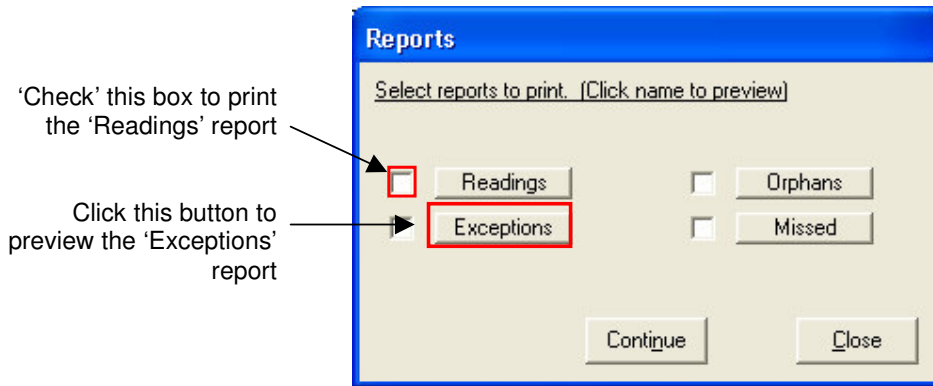 Reports
Select reports to print. (Click name to preview)
‘Check’ this box to print
the ‘Readings’ report
Readings
Orphans
Click this button to
preview the ‘Exceptions’
report
Exceptions
Missed
Continue
Close